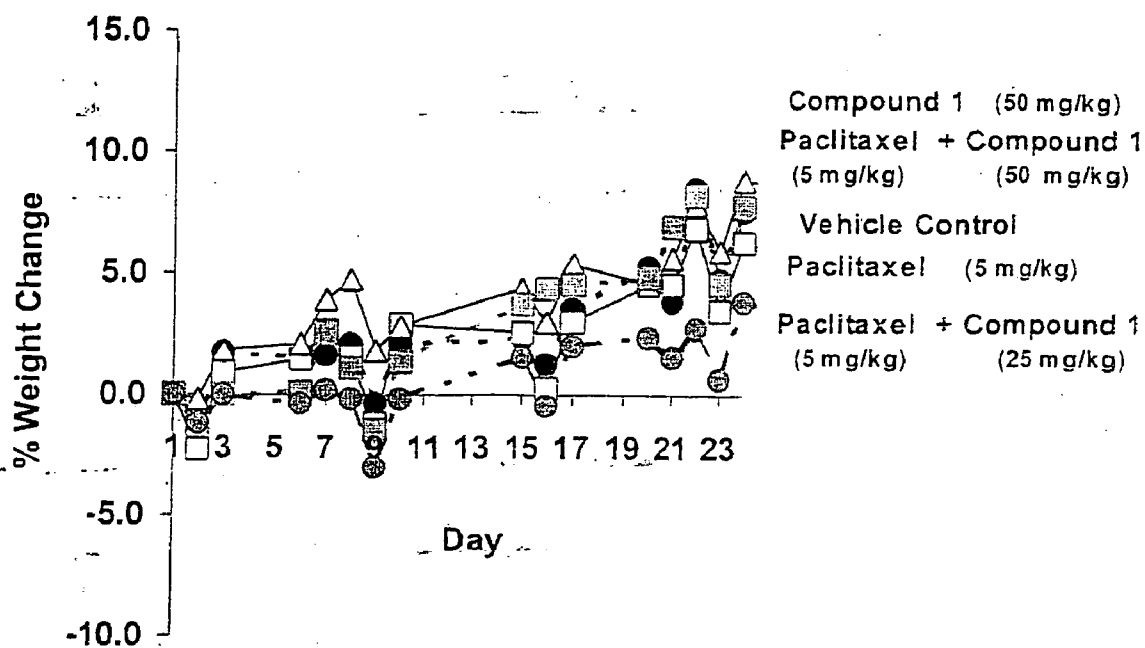 15.0
10.0
5.0
0.0
-5.0
-10.0
% Weight Change
1 3 5 7 9 11 13 15 17 19 21 23
Day
Compound 1 (50 mg/kg)
Paclitaxel + Compound 1
(5 mg/kg) (50 mg/kg)
Vehicle Control
Paclitaxel (5 mg/kg)
Paclitaxel + Compound 1
(5 mg/kg) (25 mg/kg)